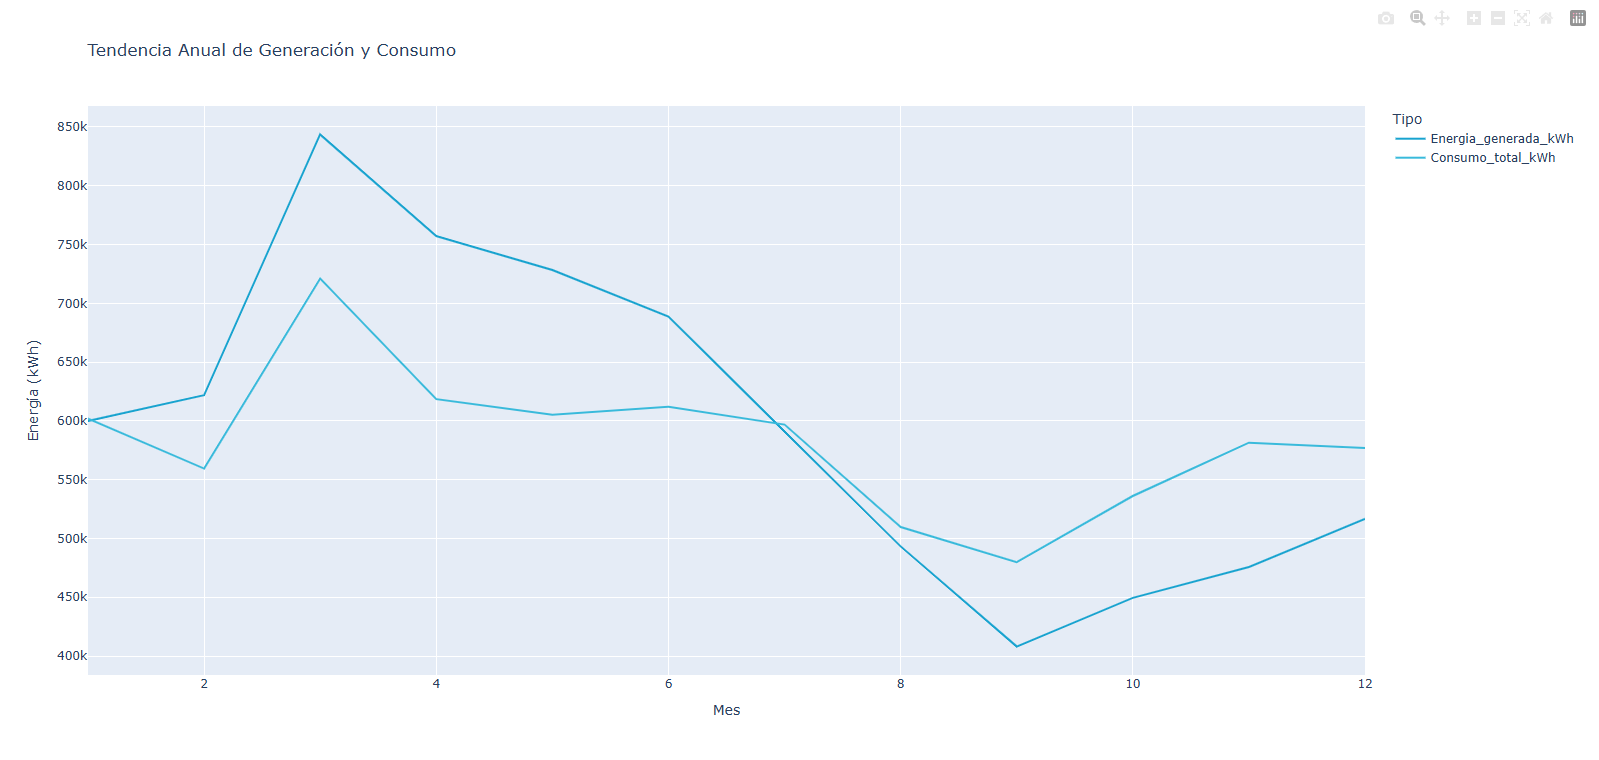 Tendencia Anual de Generación y Consumo
Tipo
Energia_generada_kWh
Consumo_total_kWh
Energía (kWh)
850k
800k
750k
700k
650k
600k
550k
500k
450k
400k
2 4 6 8 10 12
Mes